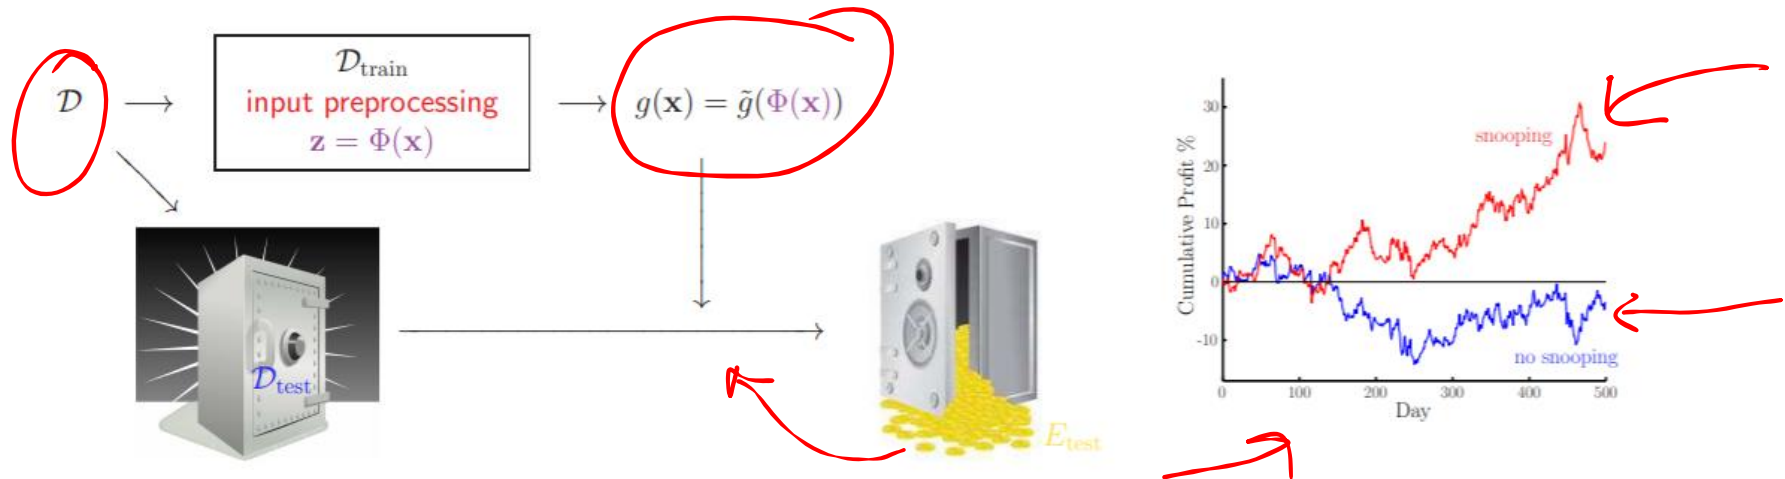 𝒟
𝒟train
input preprocessing
z = Φ(x)
g(x) = g̃(Φ(x))
𝒟test
Etest
Cumulative Profit %
30
20
10
0
-10
snooping
no snooping
0 100 200 300 400 500
Day